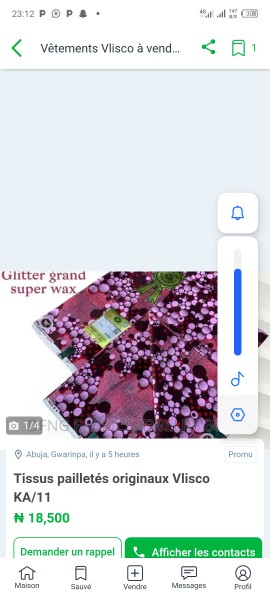 23:12 P P P
4G 147 B/S 30
Vêtements Vlisco à vend...
1
Glitter grand
super wax
1/4
Abuja, Gwarinpa, il y a 5 heures
Promu
Tissus pailletés originaux Vlisco
KA/11
₦ 18,500
Demander un rappel
Afficher les contacts
Maison
Sauvé
Vendre
Messages
Profil